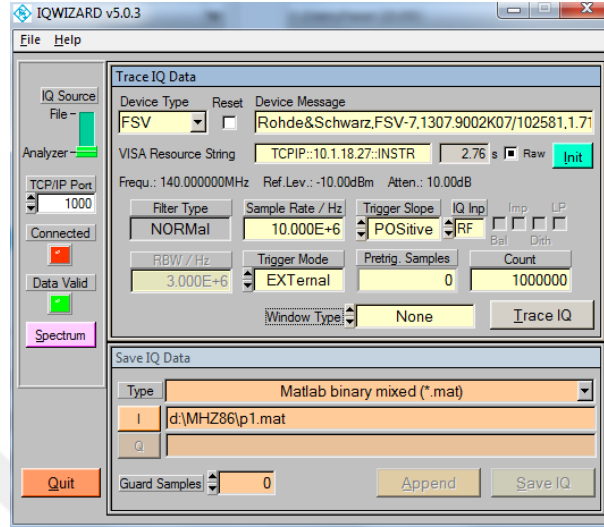 IQWIZARD v5.0.3
File Help
IQ Source
File
Analyzer
TCP/IP Port
1000
Connected
Data Valid
Spectrum
Quit
Trace IQ Data
Device Type Reset Device Message
FSV Rohde&Schwarz,FSV-7,1307.9002K07/102581,1.71
VISA Resource String TCPIP::10.1.18.27::INSTR 2.76 s Raw Init
Frequ.: 140.000000MHz Ref.Lev.: -10.00dBm Atten.: 10.00dB
Filter Type Sample Rate / Hz Trigger Slope IQ Inp Imp LP
NORMal 10.000E+6 POSitive RF
Bal Dith
RBW / Hz Trigger Mode Pretrig. Samples Count
3.000E+6 EXTernal 0 1000000
Window Type None Trace IQ
Save IQ Data
Type Matlab binary mixed (*.mat)
I d:\MHZ86\p1.mat
Q
Guard Samples 0 Append Save IQ